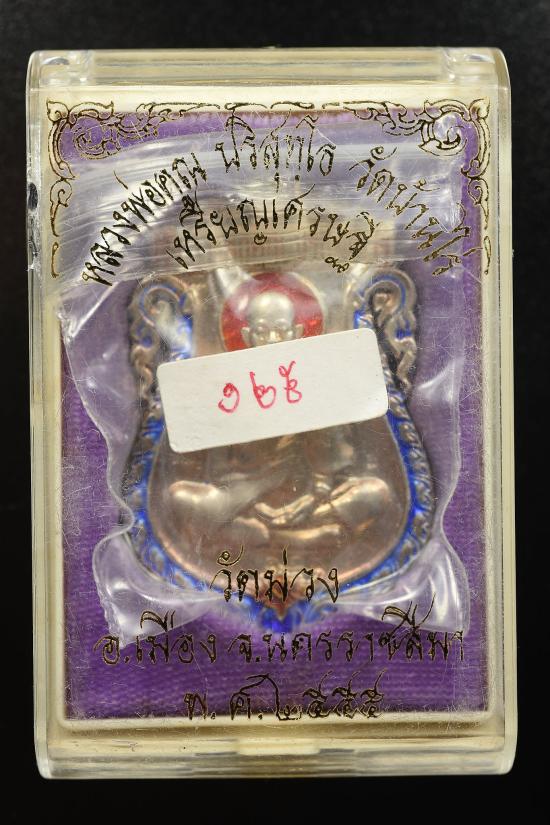 หลวงพ่อคูณ ปริสุทฺโธ วัดบ้านไร่
เหรียญเศรษฐี
๑๒๕
วัดม่วง
อ.เมือง จ.นครราชสีมา
พ.ศ.๒๕๕๕